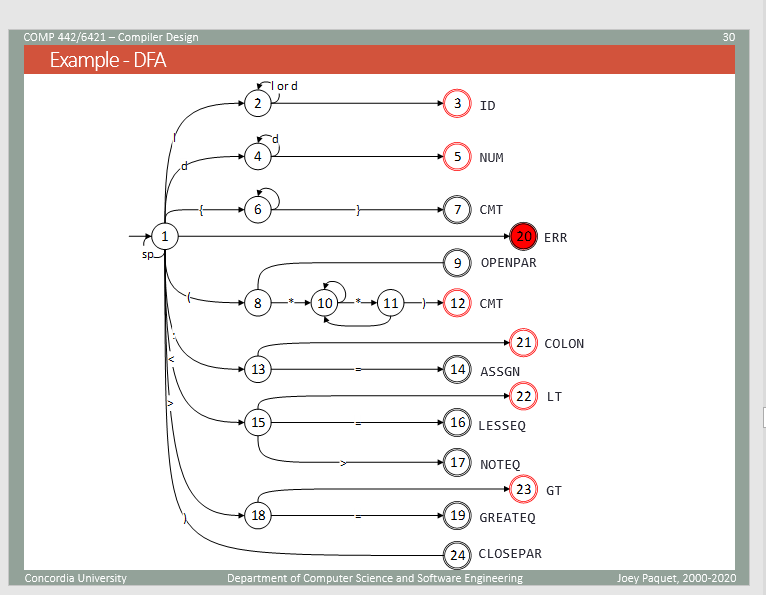 COMP 442/6421 – Compiler Design 30
Example - DFA
l or d
2 3 ID
l
d
4 5 NUM
d
{ 6 } 7 CMT
1 20 ERR
sp
9 OPENPAR
( 8 * 10 * 11 ) 12 CMT
:
21 COLON
<
13 = 14 ASSGN
22 LT
>
15 = 16 LESSEQ
> 17 NOTEQ
23 GT
) 18 = 19 GREATEQ
24 CLOSEPAR
Concordia University Department of Computer Science and Software Engineering Joey Paquet, 2000-2020